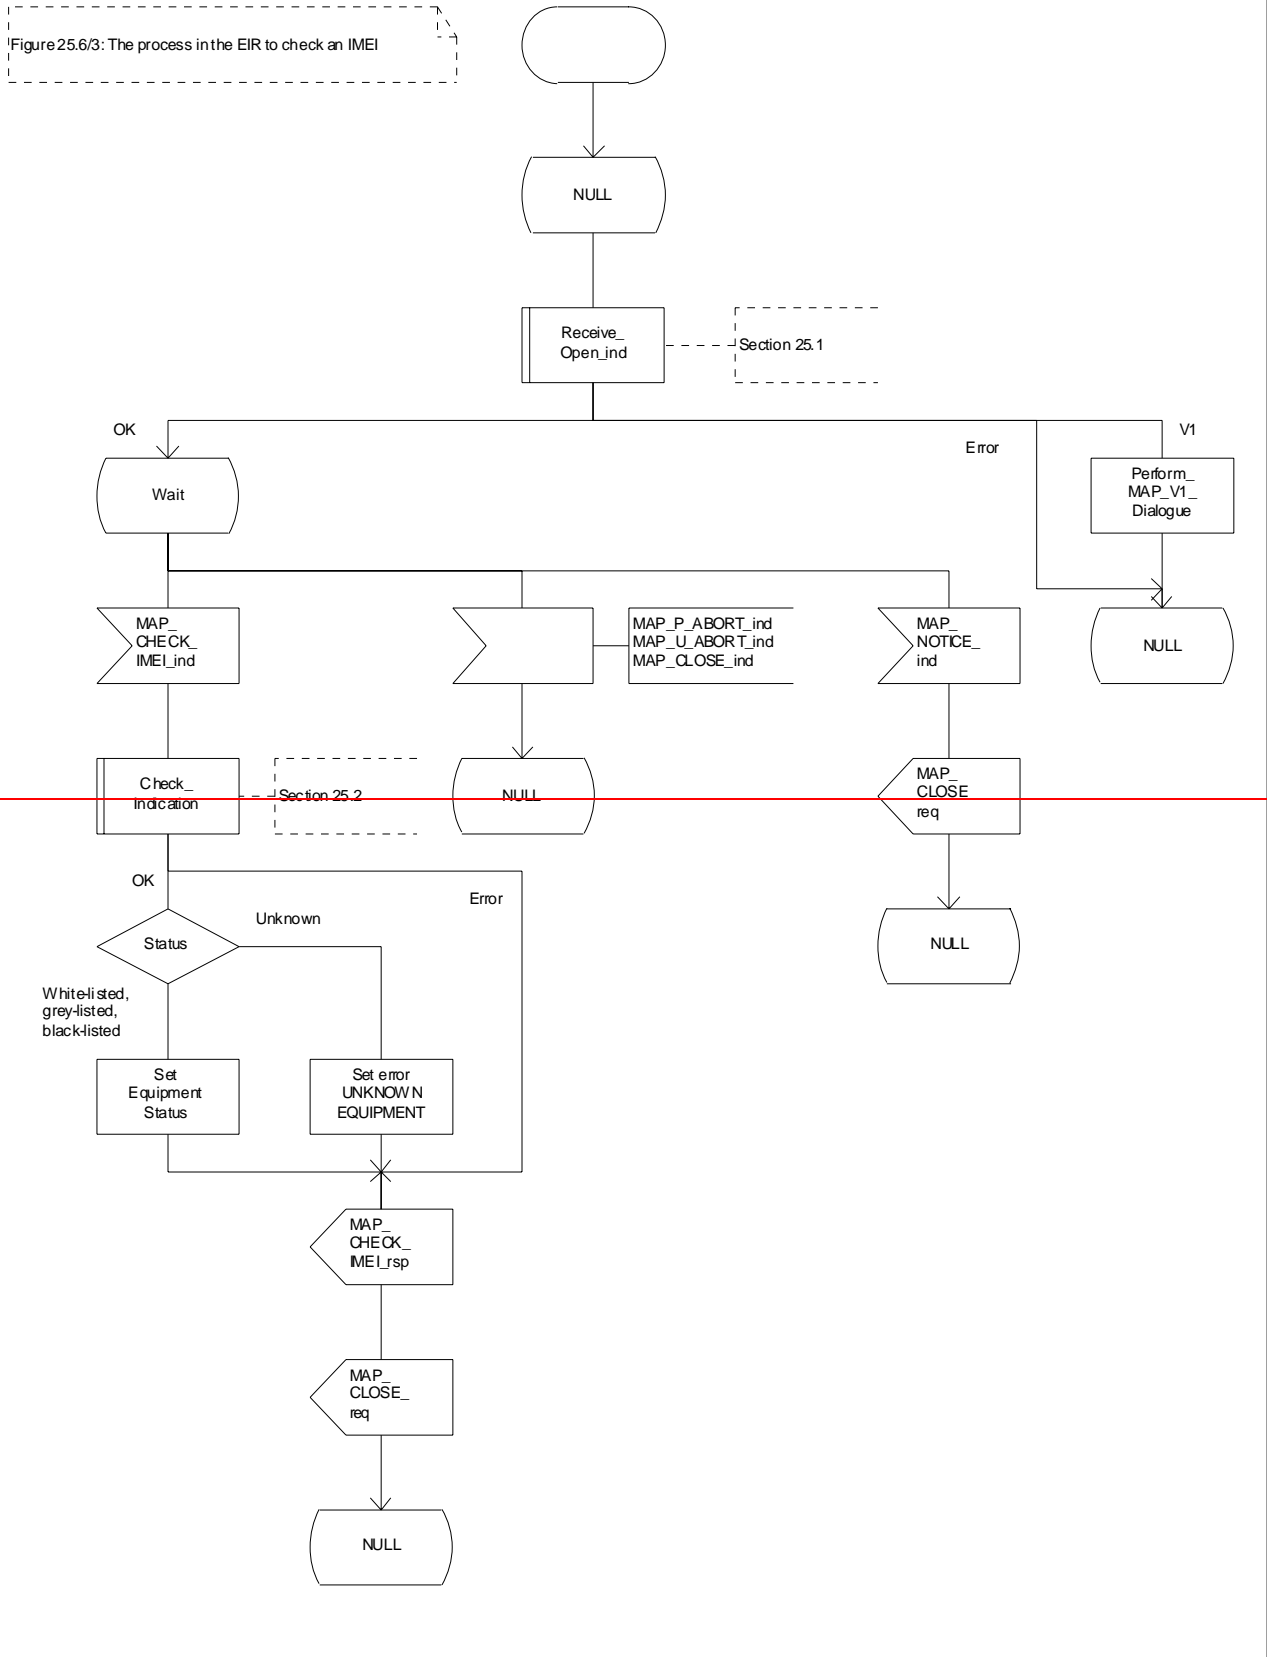 Figure 25.6/3: The process in the EIR to check an IMEI
NULL
Receive_
Open_ind
Section 25.1
OK
Error
V1
Wait
Perform_
MAP_V1_
Dialogue
MAP_
CHECK_
IMEI_ind
MAP_P_ABORT_ind
MAP_U_ABORT_ind
MAP_CLOSE_ind
MAP_
NOTICE_
ind
NULL
Check_
Indication
Section 25.2
NULL
MAP_
CLOSE
req
OK
Error
Unknown
Status
NULL
White-listed,
grey-listed,
black-listed
Set
Equipment
Status
Set error
UNKNOWN
EQUIPMENT
MAP_
CHECK_
IMEI_rsp
MAP_
CLOSE_
req
NULL